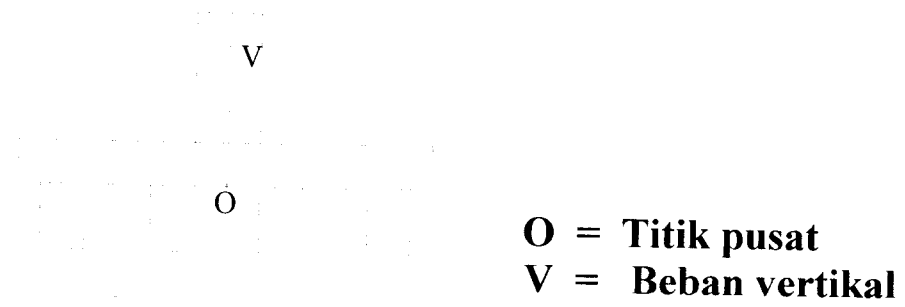 V
O
O = Titik pusat
V = Beban vertikal